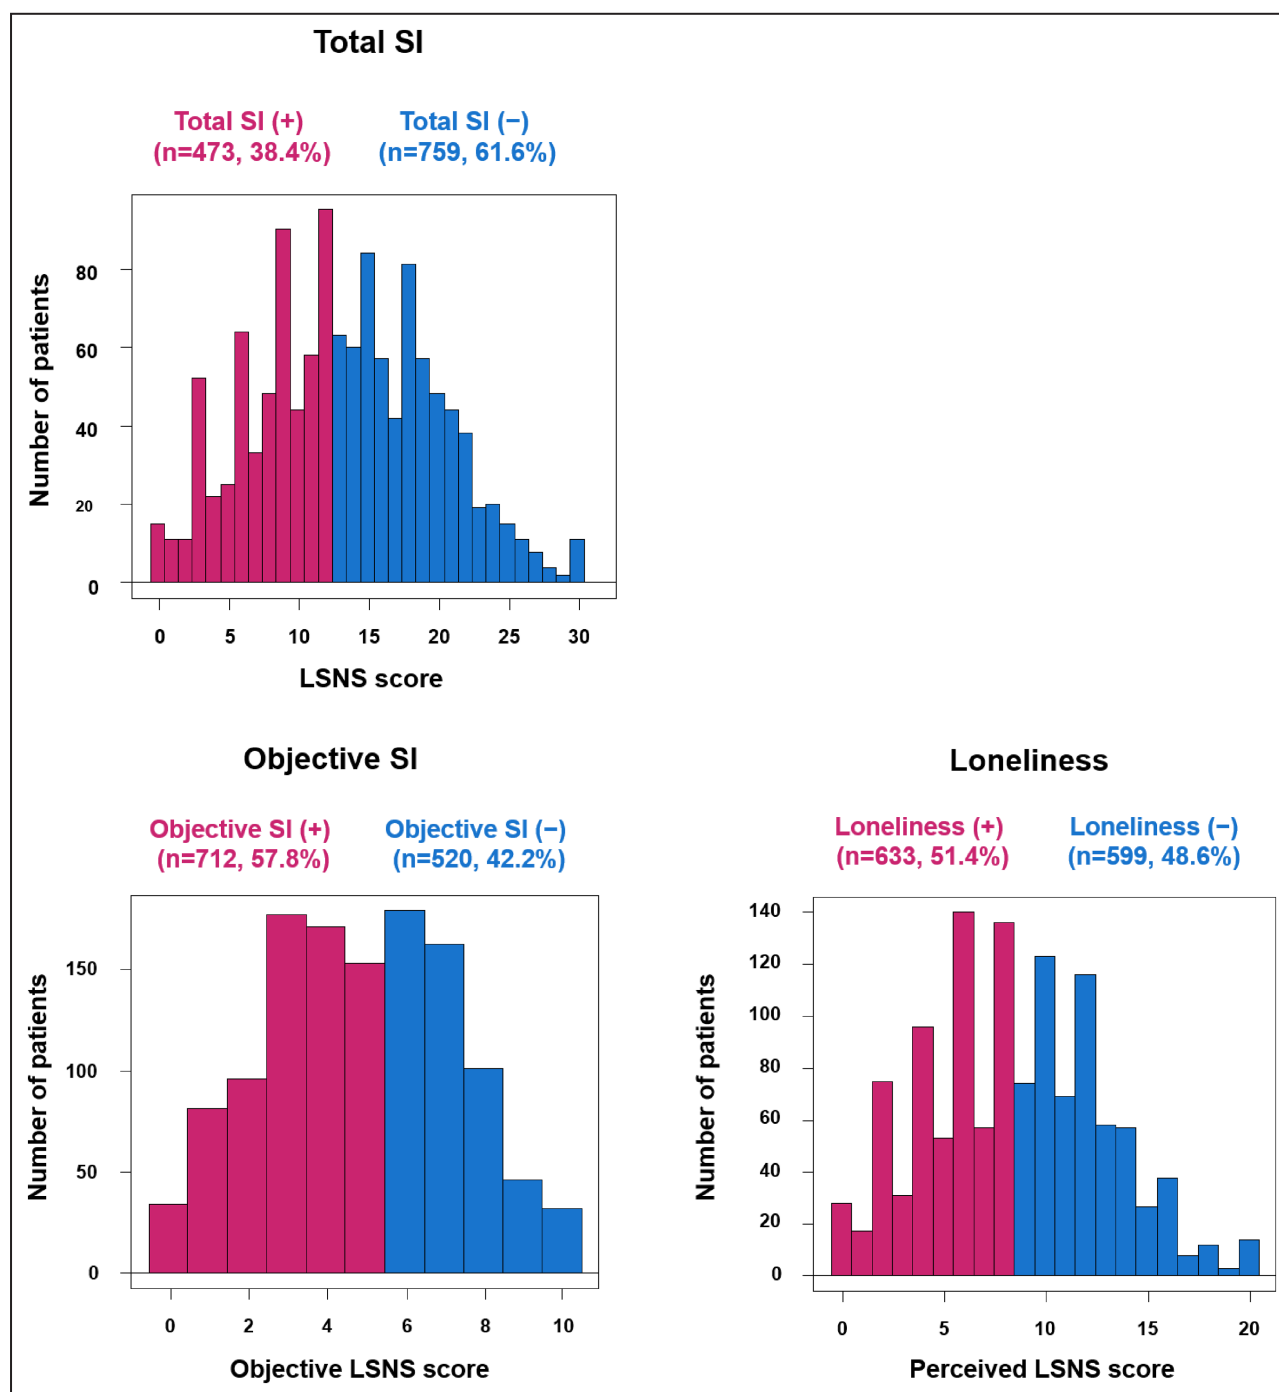 Total SI
Total SI (+) Total SI (−)
(n=473, 38.4%) (n=759, 61.6%)
Number of patients
80
60
40
20
0
0 5 10 15 20 25 30
LSNS score
Objective SI
Objective SI (+) Objective SI (−)
(n=712, 57.8%) (n=520, 42.2%)
Number of patients
150
100
50
0
0 2 4 6 8 10
Objective LSNS score
Loneliness
Loneliness (+) Loneliness (−)
(n=633, 51.4%) (n=599, 48.6%)
Number of patients
140
120
100
80
60
40
20
0
0 5 10 15 20
Perceived LSNS score